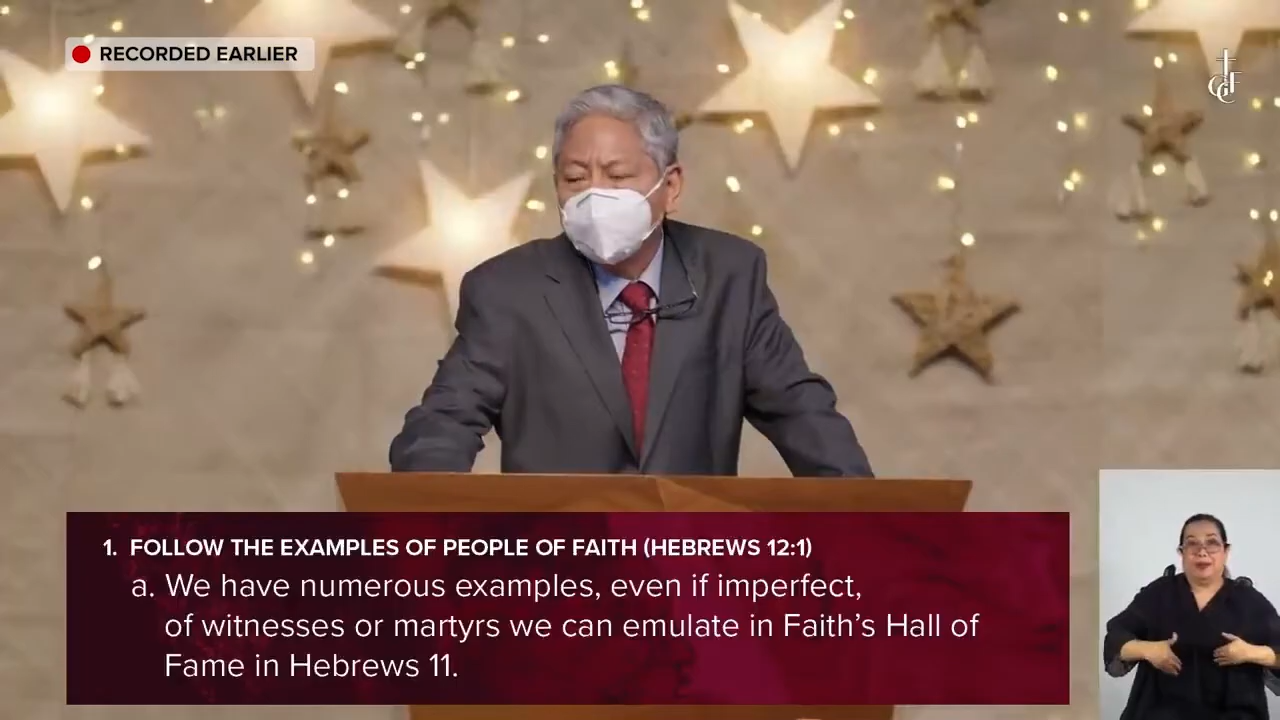 RECORDED EARLIER
1. FOLLOW THE EXAMPLES OF PEOPLE OF FAITH (HEBREWS 12:1)
a. We have numerous examples, even if imperfect,
of witnesses or martyrs we can emulate in Faith's Hall of
Fame in Hebrews 11.